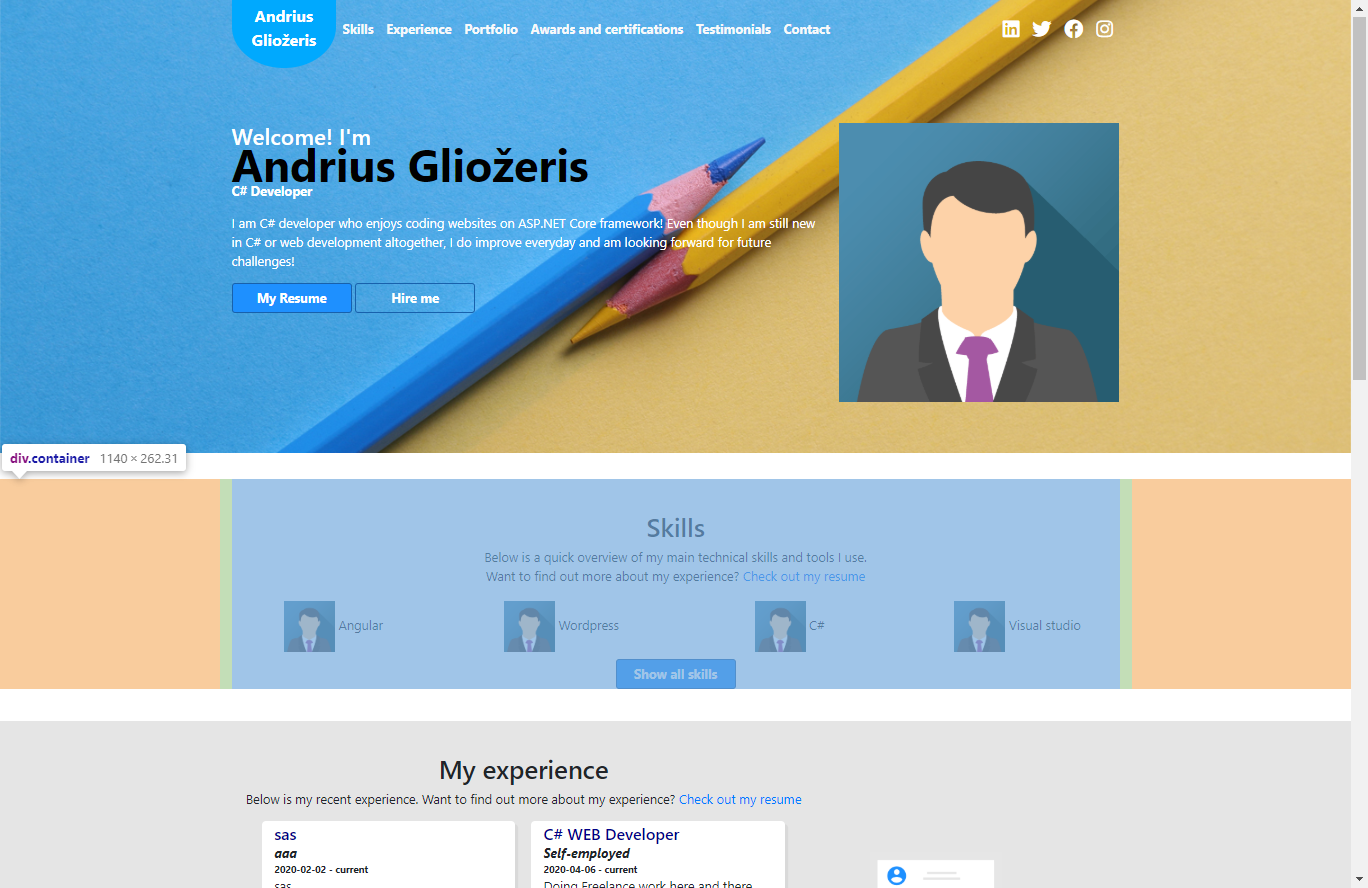 Andrius
Gliožeris
Skills Experience Portfolio Awards and certifications Testimonials Contact
Welcome! I'm
Andrius Gliožeris
C# Developer
I am C# developer who enjoys coding websites on ASP.NET Core framework! Even though I am still new
in C# or web development altogether, I do improve everyday and am looking forward for future
challenges!
My Resume Hire me
div.container 1140 × 262.31
Skills
Below is a quick overview of my main technical skills and tools I use.
Want to find out more about my experience? Check out my resume
Angular Wordpress C# Visual studio
Show all skills
My experience
Below is my recent experience. Want to find out more about my experience? Check out my resume
sas
aaa
2020-02-02 - current
sas
C# WEB Developer
Self-employed
2020-04-06 - current
Doing Freelance work here and there